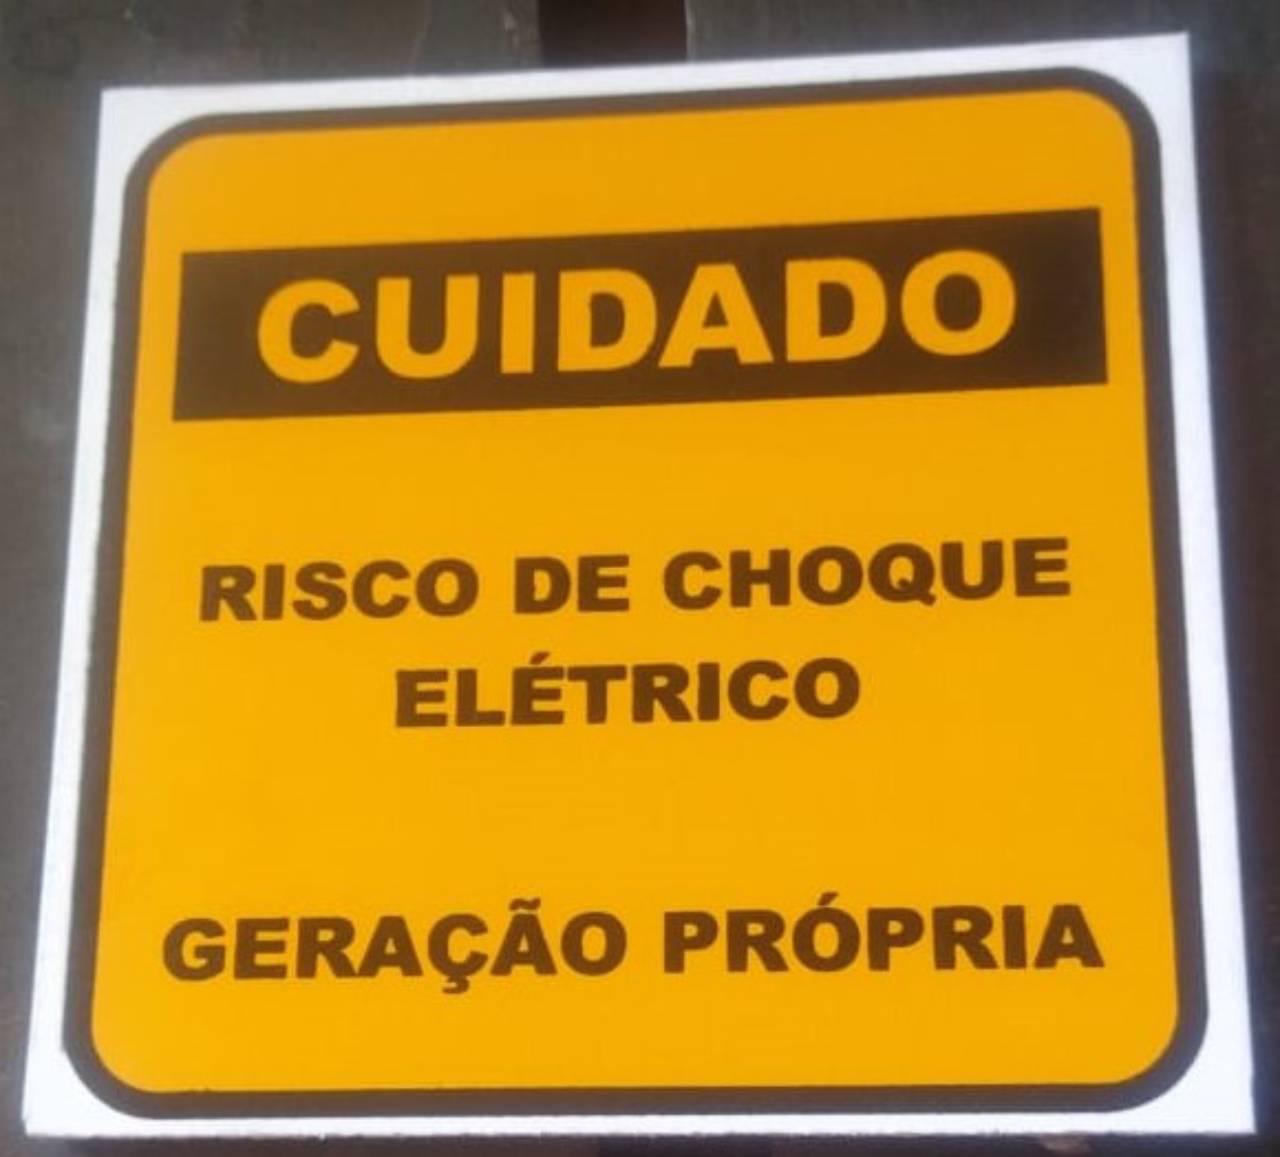 CUIDADO
RISCO DE CHOQUE
ELÉTRICO
GERAÇÃO PRÓPRIA